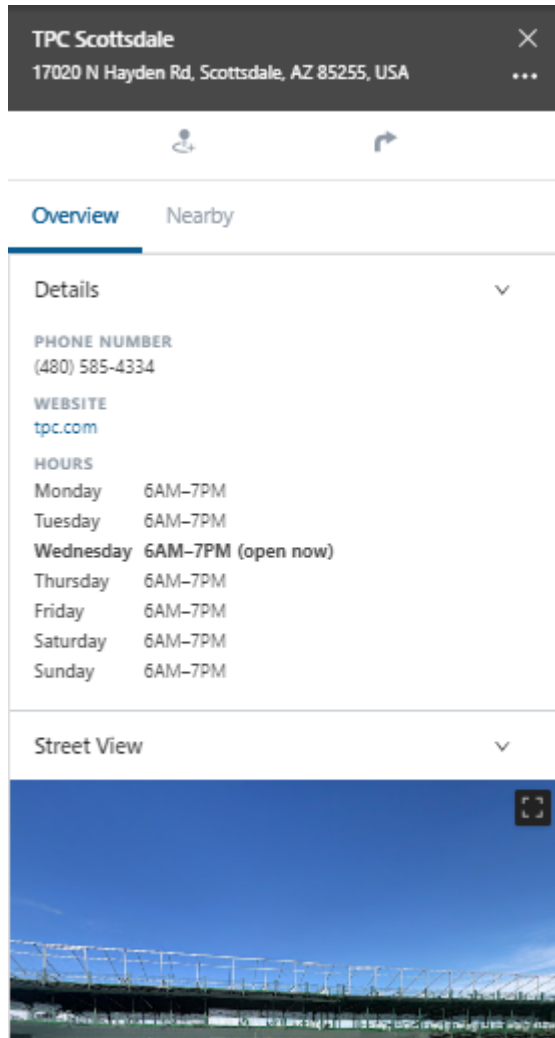 TPC Scottsdale
17020 N Hayden Rd, Scottsdale, AZ 85255, USA
Overview Nearby
Details
PHONE NUMBER
(480) 585-4334
WEBSITE
tpc.com
HOURS
Monday 6AM–7PM
Tuesday 6AM–7PM
Wednesday 6AM–7PM (open now)
Thursday 6AM–7PM
Friday 6AM–7PM
Saturday 6AM–7PM
Sunday 6AM–7PM
Street View